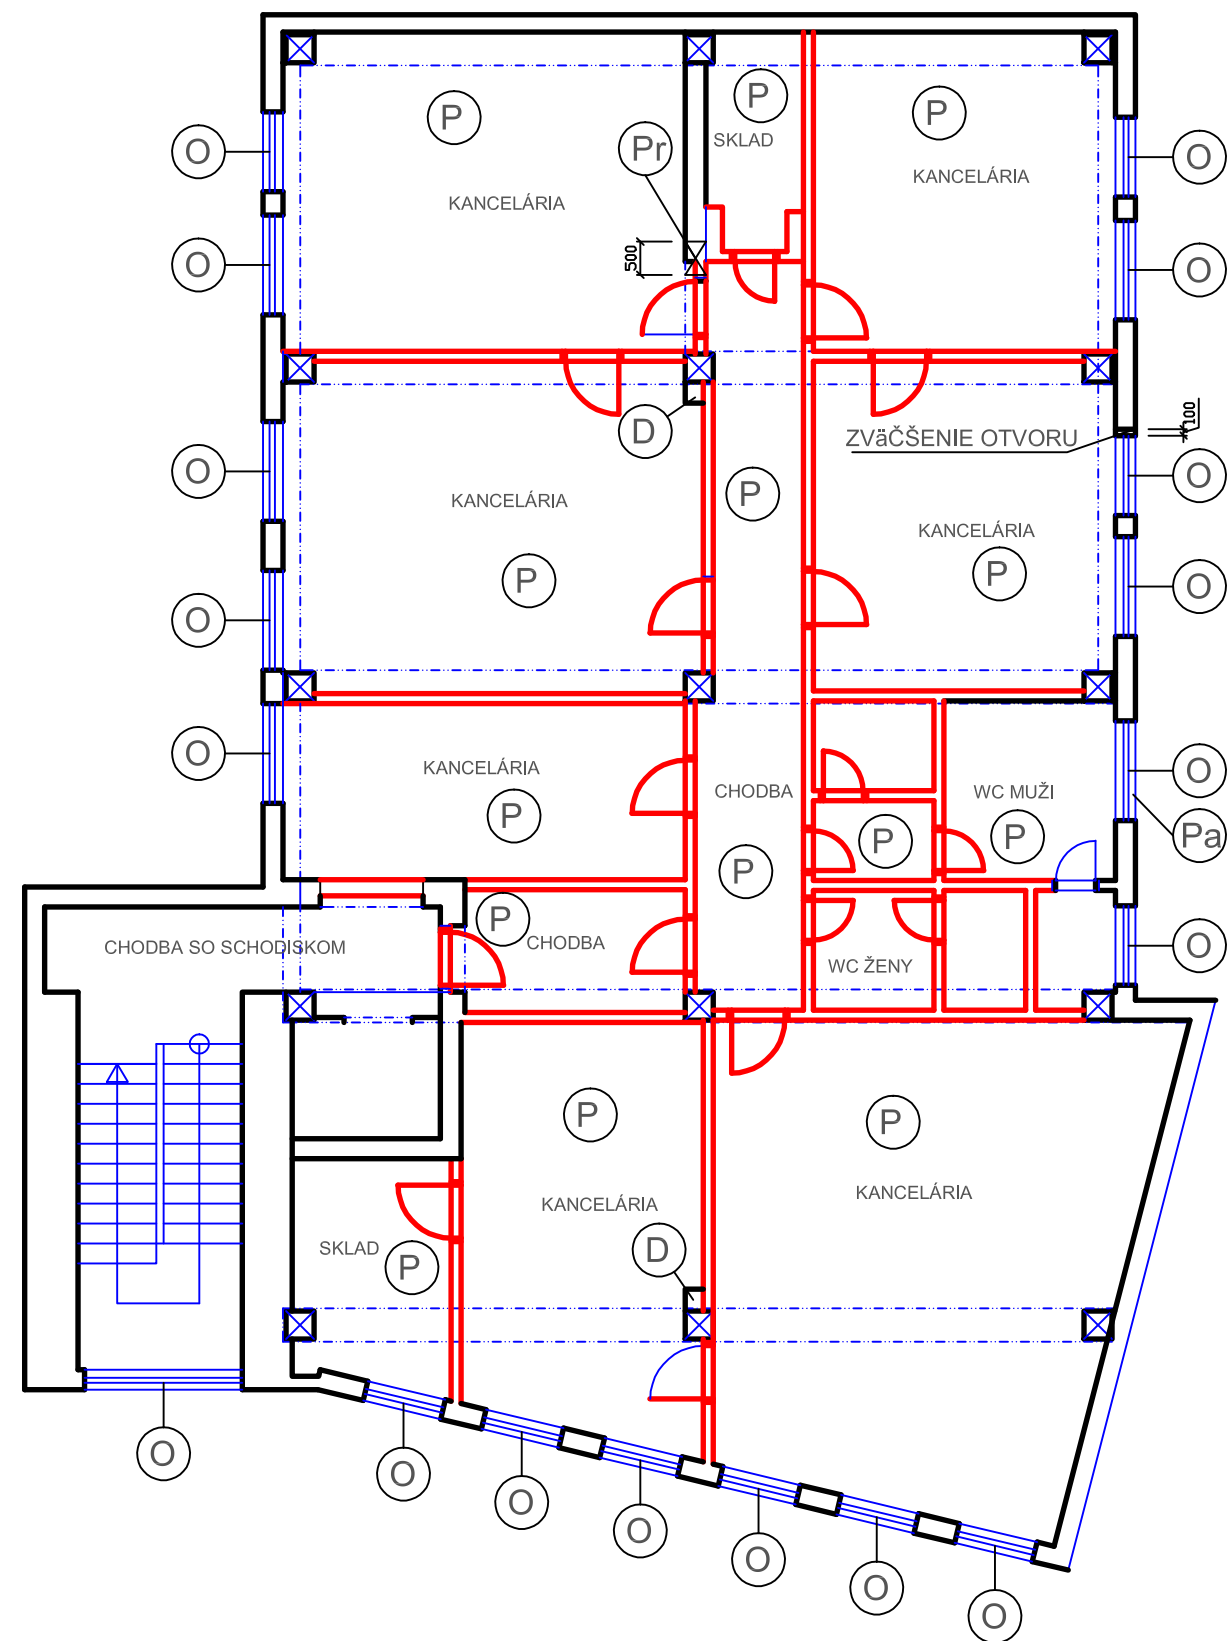 P
P
P
SKLAD
O
Pr
O
KANCELÁRIA
KANCELÁRIA
500
O
O
100
D
ZVäČŠENIE OTVORU
O
O
KANCELÁRIA
P
KANCELÁRIA
P
P
O
O
O
KANCELÁRIA
O
CHODBA
WC MUŽI
P
P
P
Pa
P
P
CHODBA
CHODBA SO SCHODISKOM
O
WC ŽENY
P
P
KANCELÁRIA
KANCELÁRIA
SKLAD
D
P
O
O
O
O
O
O
O